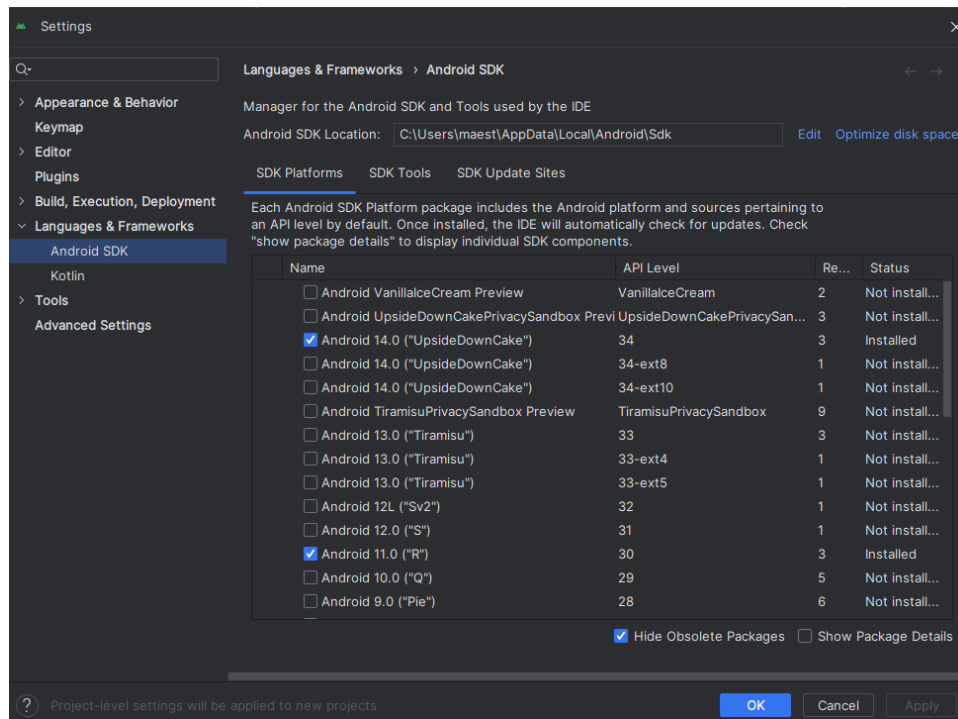 Settings
Languages & Frameworks › Android SDK
Appearance & Behavior
Manager for the Android SDK and Tools used by the IDE
Keymap
Android SDK Location: C:\Users\maest\AppData\Local\Android\Sdk Edit Optimize disk space
Editor
Plugins
SDK Platforms SDK Tools SDK Update Sites
Build, Execution, Deployment
Each Android SDK Platform package includes the Android platform and sources pertaining to
Languages & Frameworks
an API level by default. Once installed, the IDE will automatically check for updates. Check
"show package details" to display individual SDK components.
Android SDK
Kotlin
Tools
Advanced Settings
Name API Level Re... Status
Android VanillaIceCream Preview VanillaIceCream 2 Not install...
Android UpsideDownCakePrivacySandbox Previ UpsideDownCakePrivacySan... 3 Not install...
Android 14.0 ("UpsideDownCake") 34 3 Installed
Android 14.0 ("UpsideDownCake") 34-ext8 1 Not install...
Android 14.0 ("UpsideDownCake") 34-ext10 1 Not install...
Android TiramisuPrivacySandbox Preview TiramisuPrivacySandbox 9 Not install...
Android 13.0 ("Tiramisu") 33 3 Not install...
Android 13.0 ("Tiramisu") 33-ext4 1 Not install...
Android 13.0 ("Tiramisu") 33-ext5 1 Not install...
Android 12L ("Sv2") 32 1 Not install...
Android 12.0 ("S") 31 1 Not install...
Android 11.0 ("R") 30 3 Installed
Android 10.0 ("Q") 29 5 Not install...
Android 9.0 ("Pie") 28 6 Not install...
Hide Obsolete Packages Show Package Details
? Project-level settings will be applied to new projects OK Cancel Apply